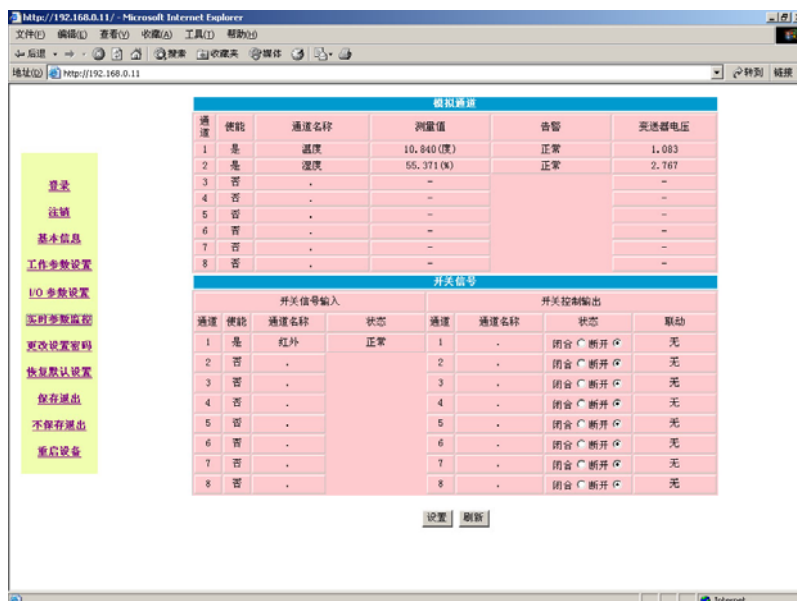 http://192.168.0.11/ - Microsoft Internet Explorer
文件(F) 编辑(E) 查看(V) 收藏(A) 工具(T) 帮助(H)
后退 搜索 收藏夹 媒体
地址(D) http://192.168.0.11 转到 链接
登录
注销
基本信息
工作参数设置
I/O 参数设置
实时参数监控
更改设置密码
恢复默认设置
保存退出
不保存退出
重启设备
模拟通道
通道 使能 通道名称 测量值 告警 变送器电压
1 是 温度 10.840(度) 正常 1.083
2 是 湿度 55.371(%) 正常 2.767
3 否 . - -
4 否 . - -
5 否 . - -
6 否 . - -
7 否 . - -
8 否 . - -
开关信号
开关信号输入 开关控制输出
通道 使能 通道名称 状态 通道 通道名称 状态 联动
1 是 红外 正常 1 . 闭合 断开 无
2 否 . 2 . 闭合 断开 无
3 否 . 3 . 闭合 断开 无
4 否 . 4 . 闭合 断开 无
5 否 . 5 . 闭合 断开 无
6 否 . 6 . 闭合 断开 无
7 否 . 7 . 闭合 断开 无
8 否 . 8 . 闭合 断开 无
设置 刷新
Internet